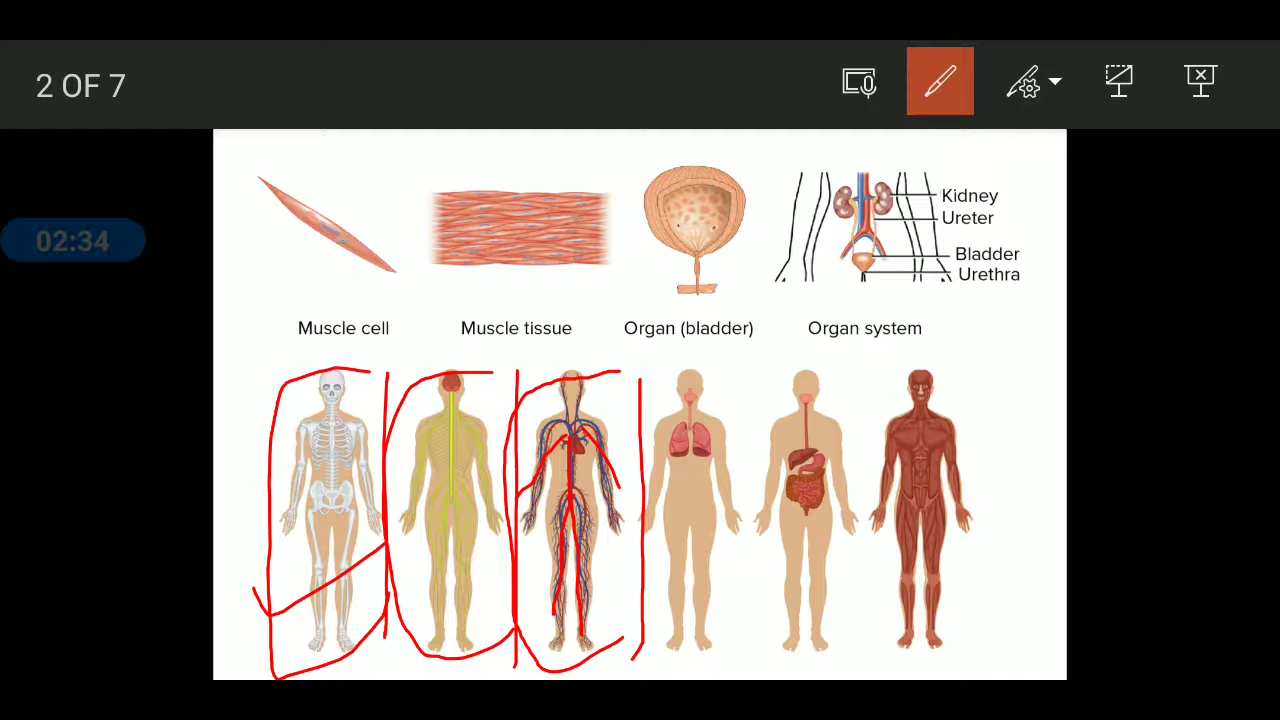 2 OF 7
02:34
Kidney
Ureter
Bladder
Urethra
Muscle cell
Muscle tissue
Organ (bladder)
Organ system